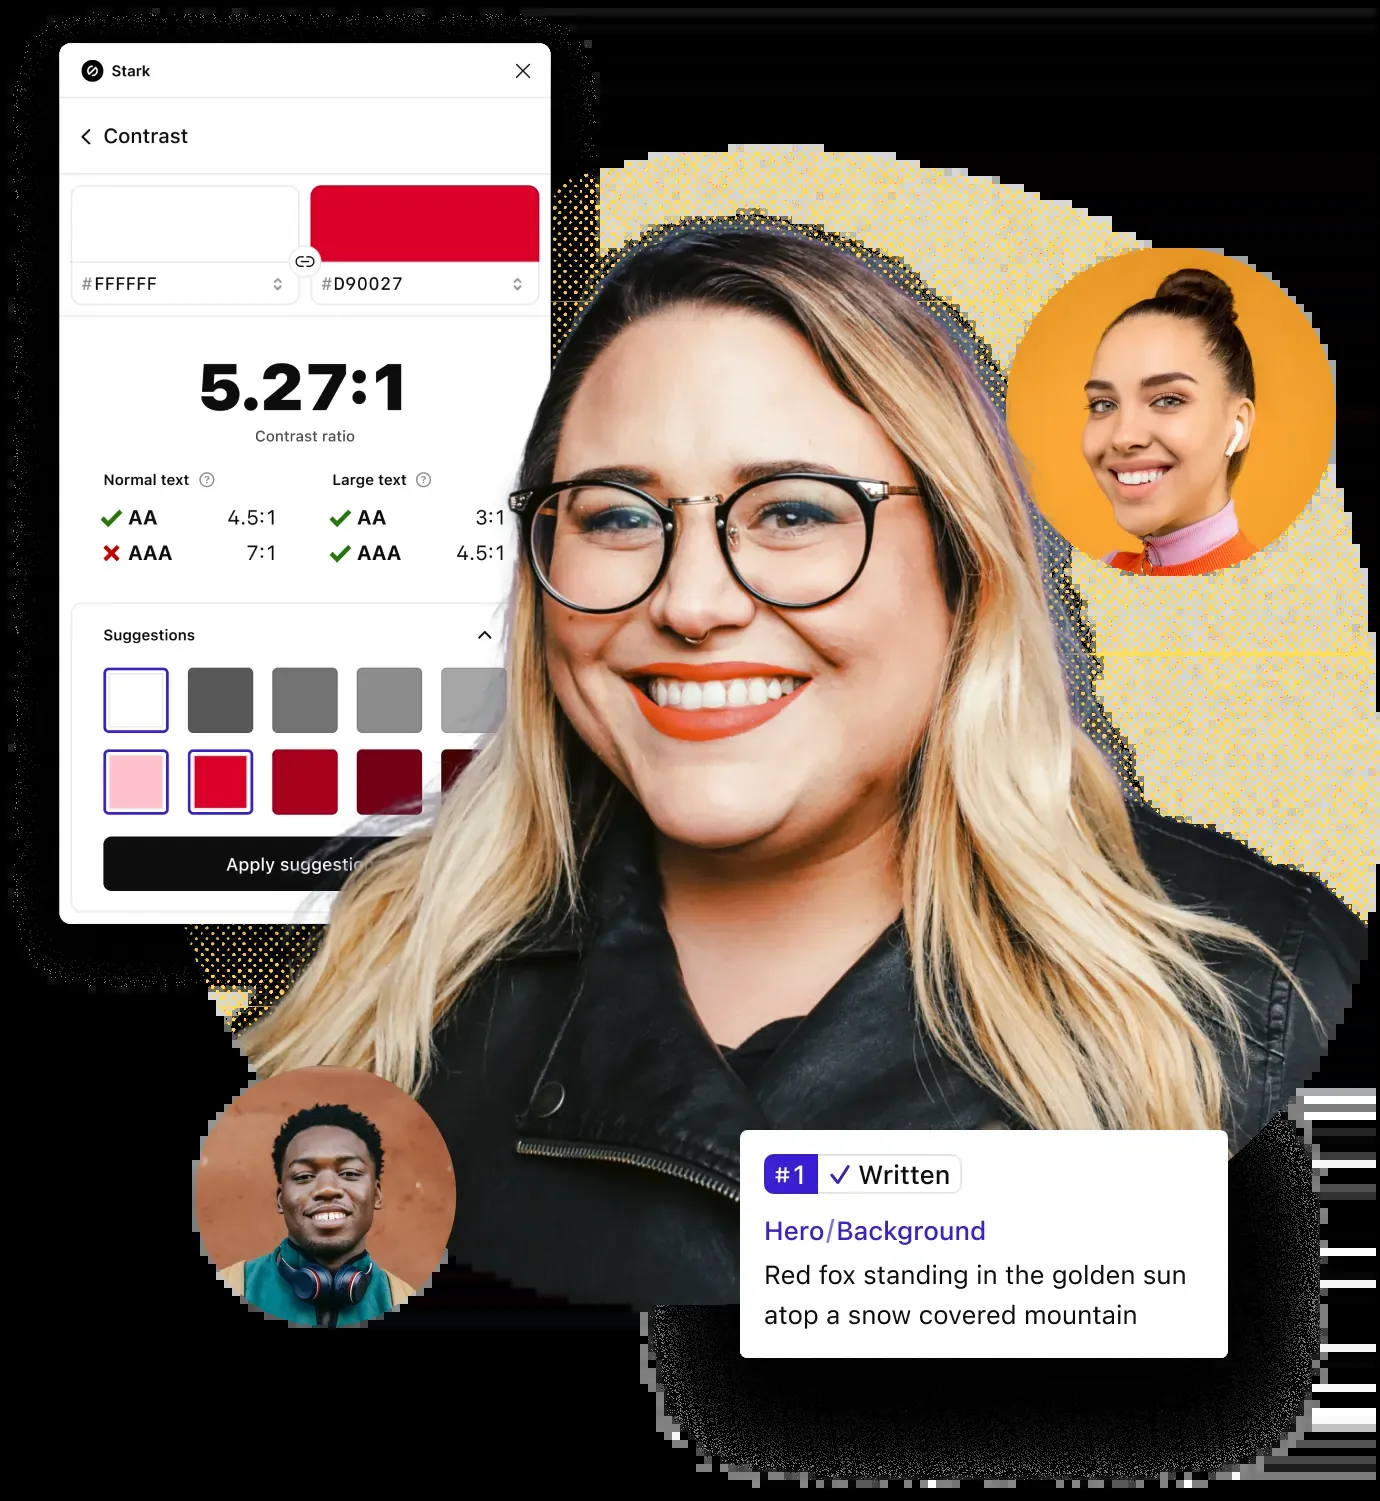 Stark
Contrast
#FFFFFF
#D90027
5.27:1
Contrast ratio
Normal text
AA 4.5:1
AAA 7:1
Large text
AA 3:1
AAA 4.5:1
Suggestions
Apply suggestio
#1 Written
Hero/Background
Red fox standing in the golden sun
atop a snow covered mountain